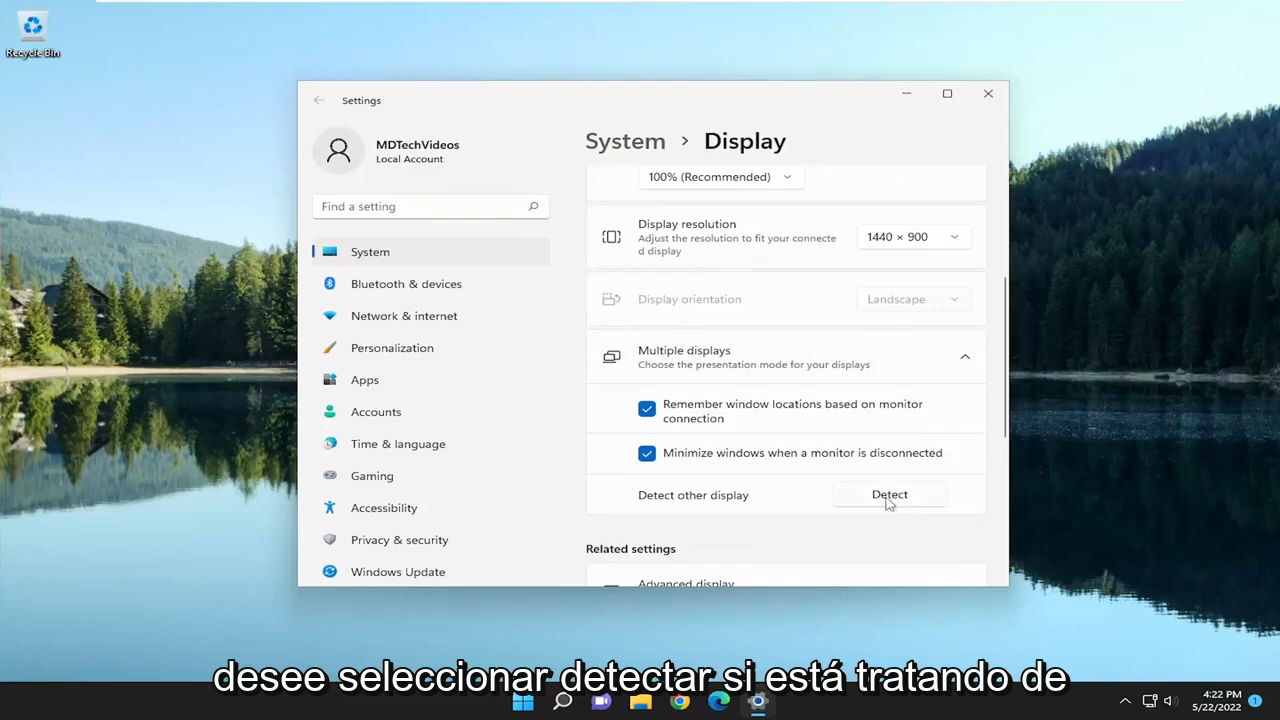 Recycle Bin
Settings
MDTechVideos
Local Account
Find a setting
System
Bluetooth & devices
Network & internet
Personalization
Apps
Accounts
Time & language
Gaming
Accessibility
Privacy & security
Windows Update
System > Display
100% (Recommended)
Display resolution
Adjust the resolution to fit your connecte
d display
1440 × 900
Display orientation
Landscape
Multiple displays
Choose the presentation mode for your displays
Remember window locations based on monitor
connection
Minimize windows when a monitor is disconnected
Detect other display
Detect
Related settings
Advanced display
desee seleccionar detectar si está tratando de
4:22 PM
5/22/2022
1